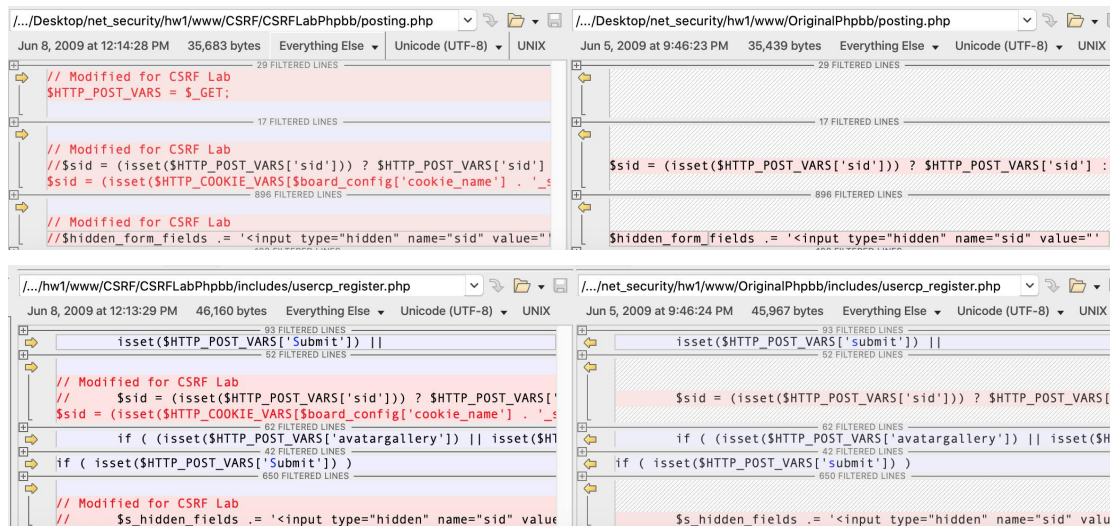 /.../Desktop/net_security/hw1/www/CSRF/CSRFLabPhpbb/posting.php
Jun 8, 2009 at 12:14:28 PM 35,683 bytes Everything Else Unicode (UTF-8) UNIX
29 FILTERED LINES
// Modified for CSRF Lab
$HTTP_POST_VARS = $_GET;
17 FILTERED LINES
// Modified for CSRF Lab
//$sid = (isset($HTTP_POST_VARS['sid'])) ? $HTTP_POST_VARS['sid']
$sid = (isset($HTTP_COOKIE_VARS[$board_config['cookie_name'] . '_s
896 FILTERED LINES
// Modified for CSRF Lab
//$hidden_form_fields .= '<input type="hidden" name="sid" value="'
/.../Desktop/net_security/hw1/www/OriginalPhpbb/posting.php
Jun 5, 2009 at 9:46:23 PM 35,439 bytes Everything Else Unicode (UTF-8) UNIX
29 FILTERED LINES
17 FILTERED LINES
$sid = (isset($HTTP_POST_VARS['sid'])) ? $HTTP_POST_VARS['sid'] :
896 FILTERED LINES
$hidden_form_fields .= '<input type="hidden" name="sid" value="'
/.../hw1/www/CSRF/CSRFLabPhpbb/includes/usercp_register.php
Jun 8, 2009 at 12:13:29 PM 46,160 bytes Everything Else Unicode (UTF-8) UNIX
93 FILTERED LINES
isset($HTTP_POST_VARS['Submit']) ||
52 FILTERED LINES
// Modified for CSRF Lab
// $sid = (isset($HTTP_POST_VARS['sid'])) ? $HTTP_POST_VARS['
$sid = (isset($HTTP_COOKIE_VARS[$board_config['cookie_name'] . '_s
62 FILTERED LINES
if ( (isset($HTTP_POST_VARS['avatargallery']) || isset($HT
42 FILTERED LINES
if ( isset($HTTP_POST_VARS['Submit']) )
650 FILTERED LINES
// Modified for CSRF Lab
// $s_hidden_fields .= '<input type="hidden" name="sid" value
/.../net_security/hw1/www/OriginalPhpbb/includes/usercp_register.php
Jun 5, 2009 at 9:46:24 PM 45,967 bytes Everything Else Unicode (UTF-8) UNIX
93 FILTERED LINES
isset($HTTP_POST_VARS['submit']) ||
52 FILTERED LINES
$sid = (isset($HTTP_POST_VARS['sid'])) ? $HTTP_POST_VARS[
62 FILTERED LINES
if ( (isset($HTTP_POST_VARS['avatargallery']) || isset($H
42 FILTERED LINES
if ( isset($HTTP_POST_VARS['submit']) )
650 FILTERED LINES
$s_hidden_fields .= '<input type="hidden" name="sid" valu